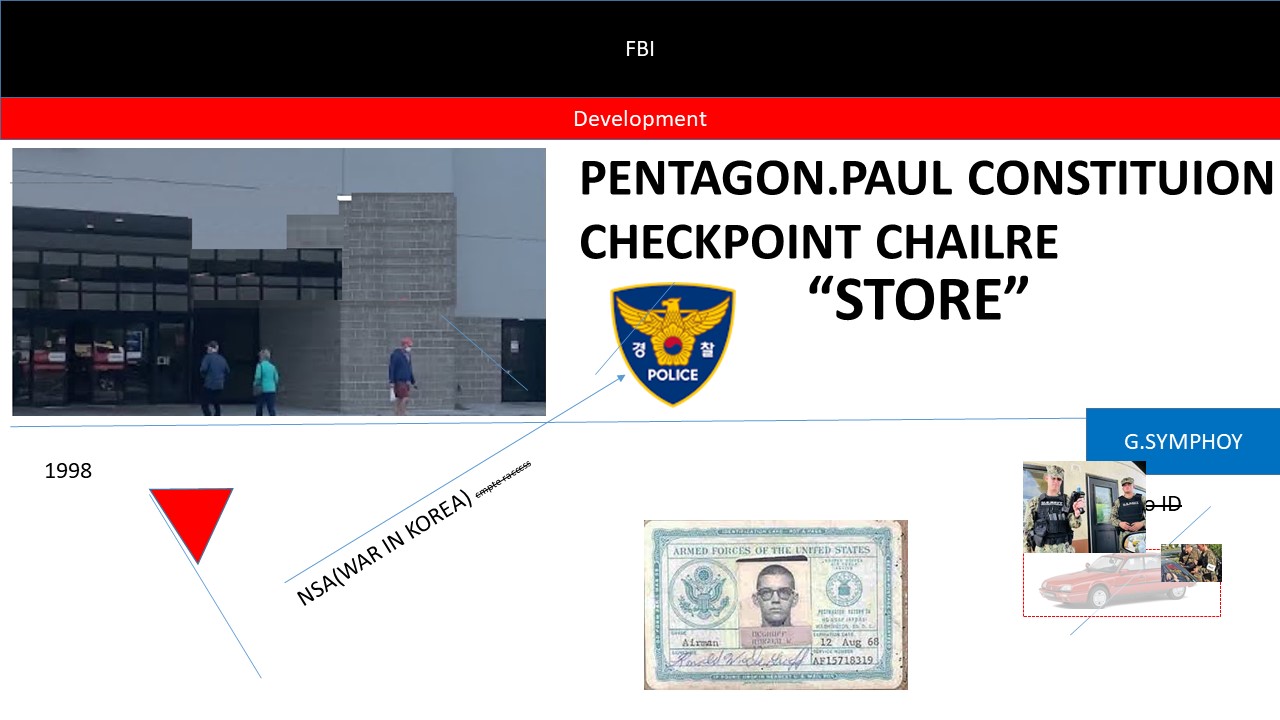 FBI
Development
PENTAGON.PAUL CONSTITUION
CHECKPOINT CHAILRE
“STORE”
경 찰
POLICE
G.SYMPHOY
1998
NSA(WAR IN KOREA)
ID
ARMED FORCES OF THE UNITED STATES
Airman
12 Aug 68
AF15718319